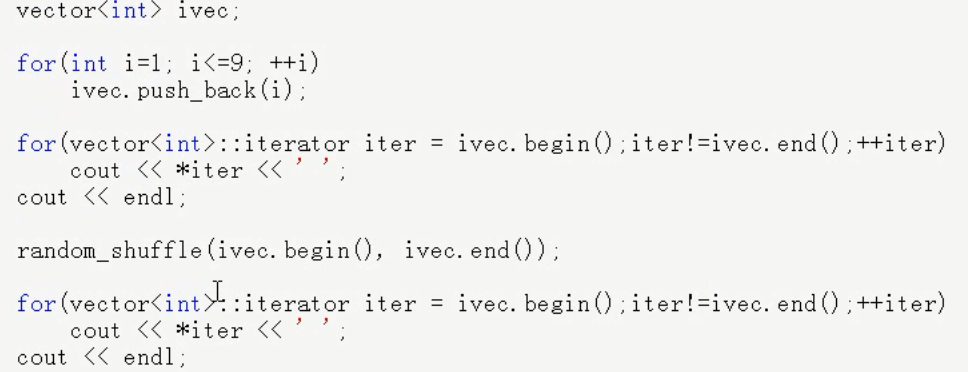 vector<int> ivec;
for(int i=1; i<=9; ++i)
ivec.push_back(i);
for(vector<int>::iterator iter = ivec.begin();iter!=ivec.end();++iter)
cout << *iter << ' ';
cout << endl;
random_shuffle(ivec.begin(), ivec.end());
for(vector<int>::iterator iter = ivec.begin();iter!=ivec.end();++iter)
cout << *iter << ' ';
cout << endl;